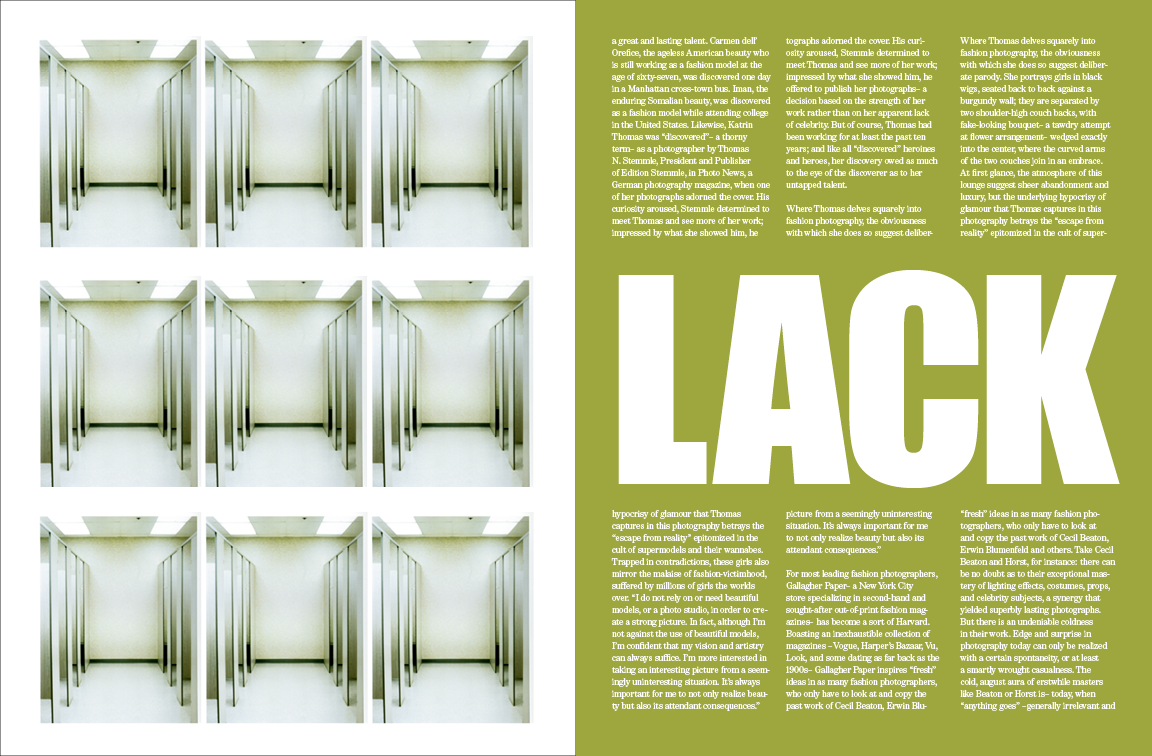 a great and lasting talent. Carmen dell'
Orefice, the ageless American beauty who
is still working as a fashion model at the
age of sixty-seven, was discovered one day
in a Manhattan cross-town bus. Iman, the
enduring Somalian beauty, was discovered
as a fashion model while attending college
in the United States. Likewise, Katrin
Thomas was "discovered"– a thorny
term– as a photographer by Thomas
N. Stemmle, President and Publisher
of Edition Stemmle, in Photo News, a
German photography magazine, when one
of her photographs adorned the cover. His
curiosity aroused, Stemmle determined to
meet Thomas and see more of her work;
impressed by what she showed him, he
tographs adorned the cover. His curi-
osity aroused, Stemmle determined to
meet Thomas and see more of her work;
impressed by what she showed him, he
offered to publish her photographs– a
decision based on the strength of her
work rather than on her apparent lack
of celebrity. But of course, Thomas had
been working for at least the past ten
years; and like all "discovered" heroines
and heroes, her discovery owed as much
to the eye of the discoverer as to her
untapped talent.
Where Thomas delves squarely into
fashion photography, the obviousness
with which she does so suggest deliber-
Where Thomas delves squarely into
fashion photography, the obviousness
with which she does so suggest deliber-
ate parody. She portrays girls in black
wigs, seated back to back against a
burgundy wall; they are separated by
two shoulder-high couch backs, with
fake-looking bouquet– a tawdry attempt
at flower arrangement– wedged exactly
into the center, where the curved arms
of the two couches join in an embrace.
At first glance, the atmosphere of this
lounge suggest sheer abandonment and
luxury, but the underlying hypocrisy of
glamour that Thomas captures in this
photography betrays the "escape from
reality" epitomized in the cult of super-
LACK
hypocrisy of glamour that Thomas
captures in this photography betrays the
"escape from reality" epitomized in the
cult of supermodels and their wannabes.
Trapped in contradictions, these girls also
mirror the malaise of fashion-victimhood,
suffered by millions of girls the worlds
over. "I do not rely on or need beautiful
models, or a photo studio, in order to cre-
ate a strong picture. In fact, although I'm
not against the use of beautiful models,
I'm confident that my vision and artistry
can always suffice. I'm more interested in
taking an interesting picture from a seem-
ingly uninteresting situation. It's always
important for me to not only realize beau-
ty but also its attendant consequences."
picture from a seemingly uninteresting
situation. It's always important for me
to not only realize beauty but also its
attendant consequences."
For most leading fashion photographers,
Gallagher Paper– a New York City
store specializing in second-hand and
sought-after out-of-print fashion mag-
azines– has become a sort of Harvard.
Boasting an inexhaustible collection of
magazines –Vogue, Harper's Bazaar, Vu,
Look, and some dating as far back as the
1900s– Gallagher Paper inspires "fresh"
ideas in as many fashion photographers,
who only have to look at and copy the
past work of Cecil Beaton, Erwin Blu-
"fresh" ideas in as many fashion pho-
tographers, who only have to look at
and copy the past work of Cecil Beaton,
Erwin Blumenfeld and others. Take Cecil
Beaton and Horst, for instance: there can
be no doubt as to their exceptional mas-
tery of lighting effects, costumes, props,
and celebrity subjects, a synergy that
yielded superbly lasting photographs.
But there is an undeniable coldness
in their work. Edge and surprise in
photography today can only be realized
with a certain spontaneity, or at least
a smartly wrought casualness. The
cold, august aura of erstwhile masters
like Beaton or Horst is– today, when
"anything goes" –generally irrelevant and